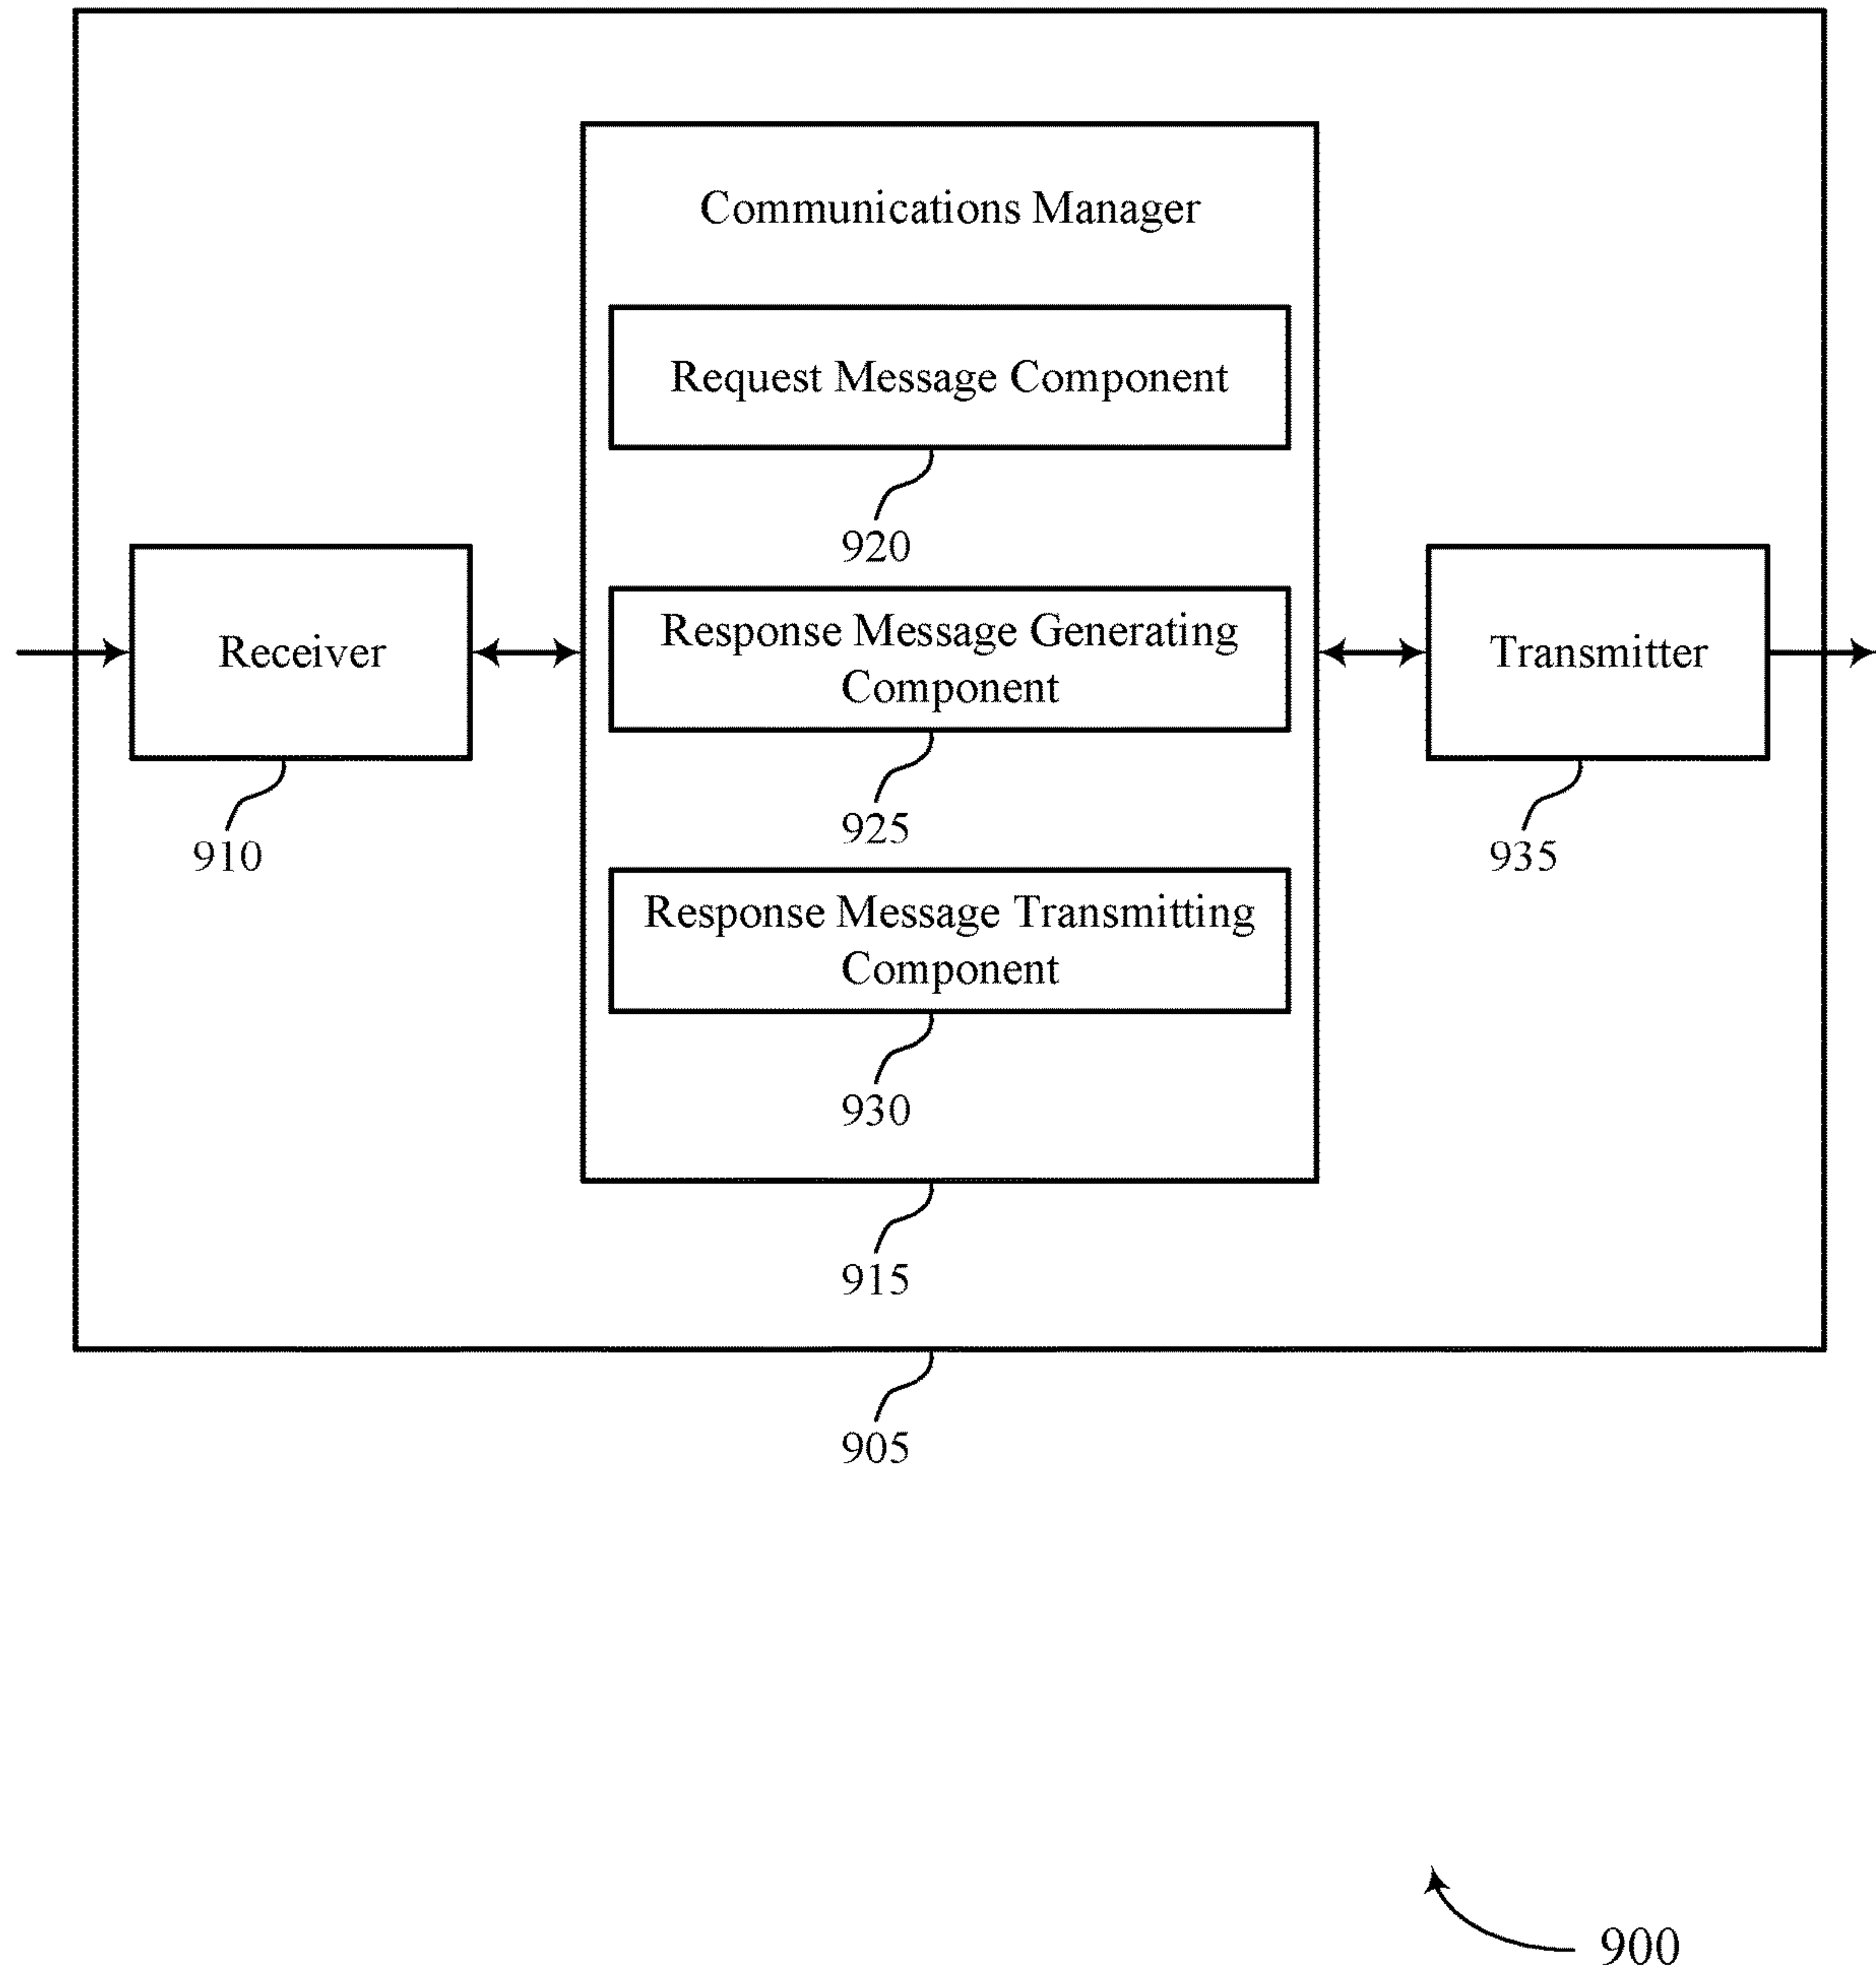 Communications Manager
Request Message Component
920
Receiver
910
Response Message Generating
Component
925
Transmitter
935
Response Message Transmitting
Component
930
915
905
900